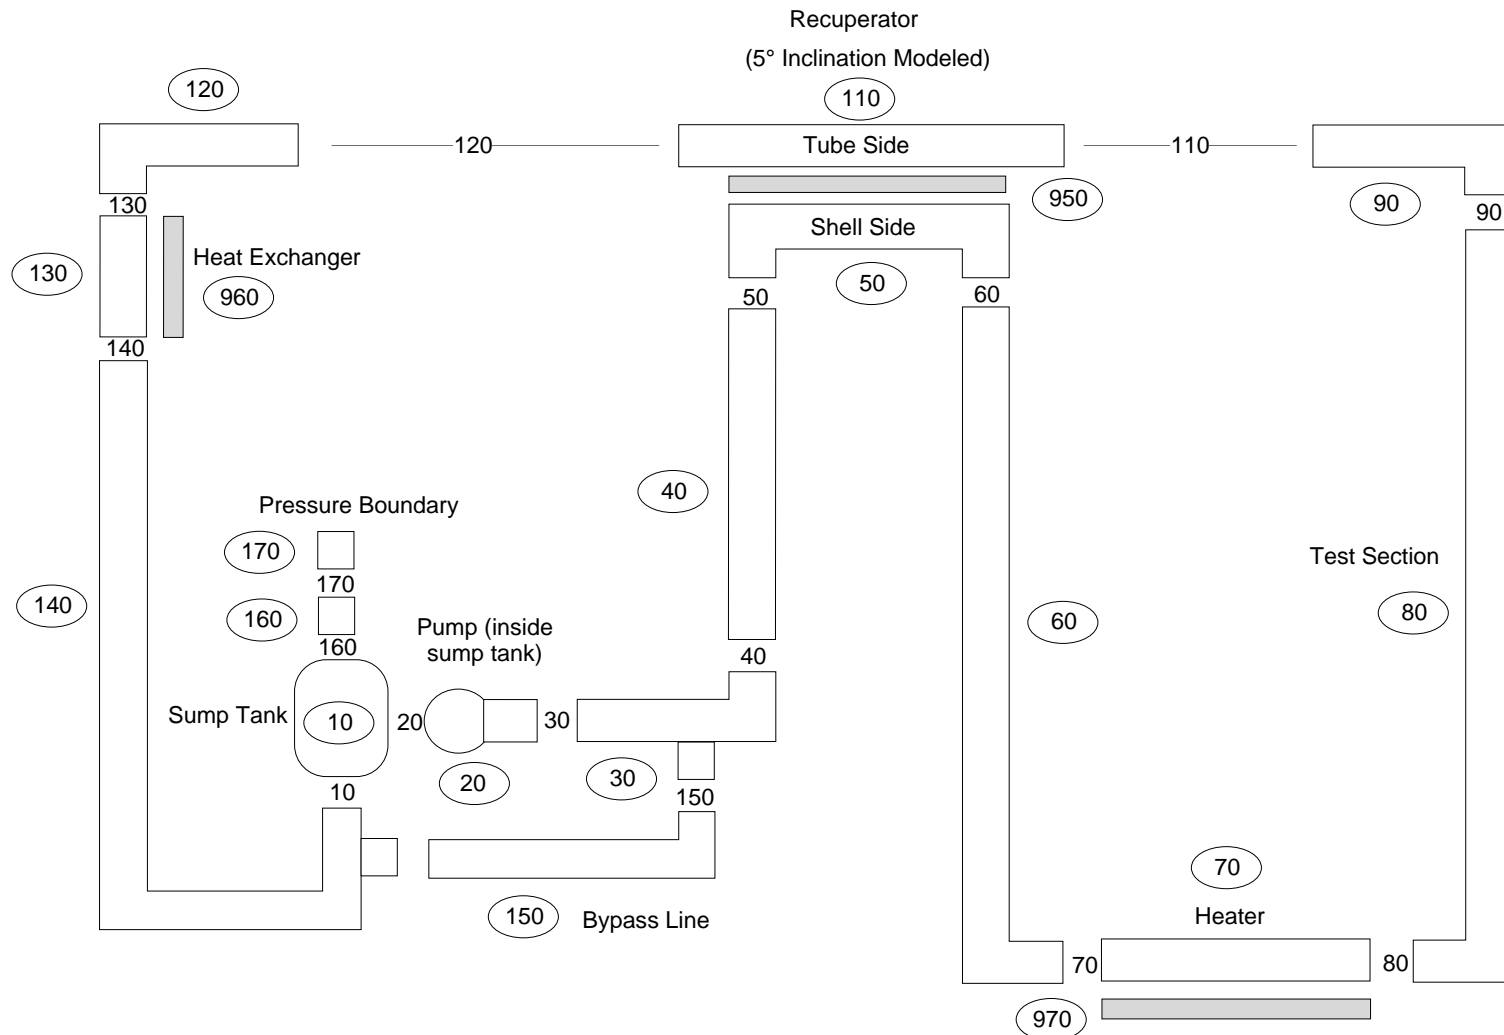 Recuperator
(5° Inclination Modeled)
120
110
120
Tube Side
110
950
90
130
90
Shell Side
Heat Exchanger
130
960
50
50
60
140
40
Pressure Boundary
170
Test Section
170
140
160
80
60
Pump (inside
sump tank)
160
40
Sump Tank
10
20
30
20
30
10
150
70
150
Bypass Line
Heater
70
80
970